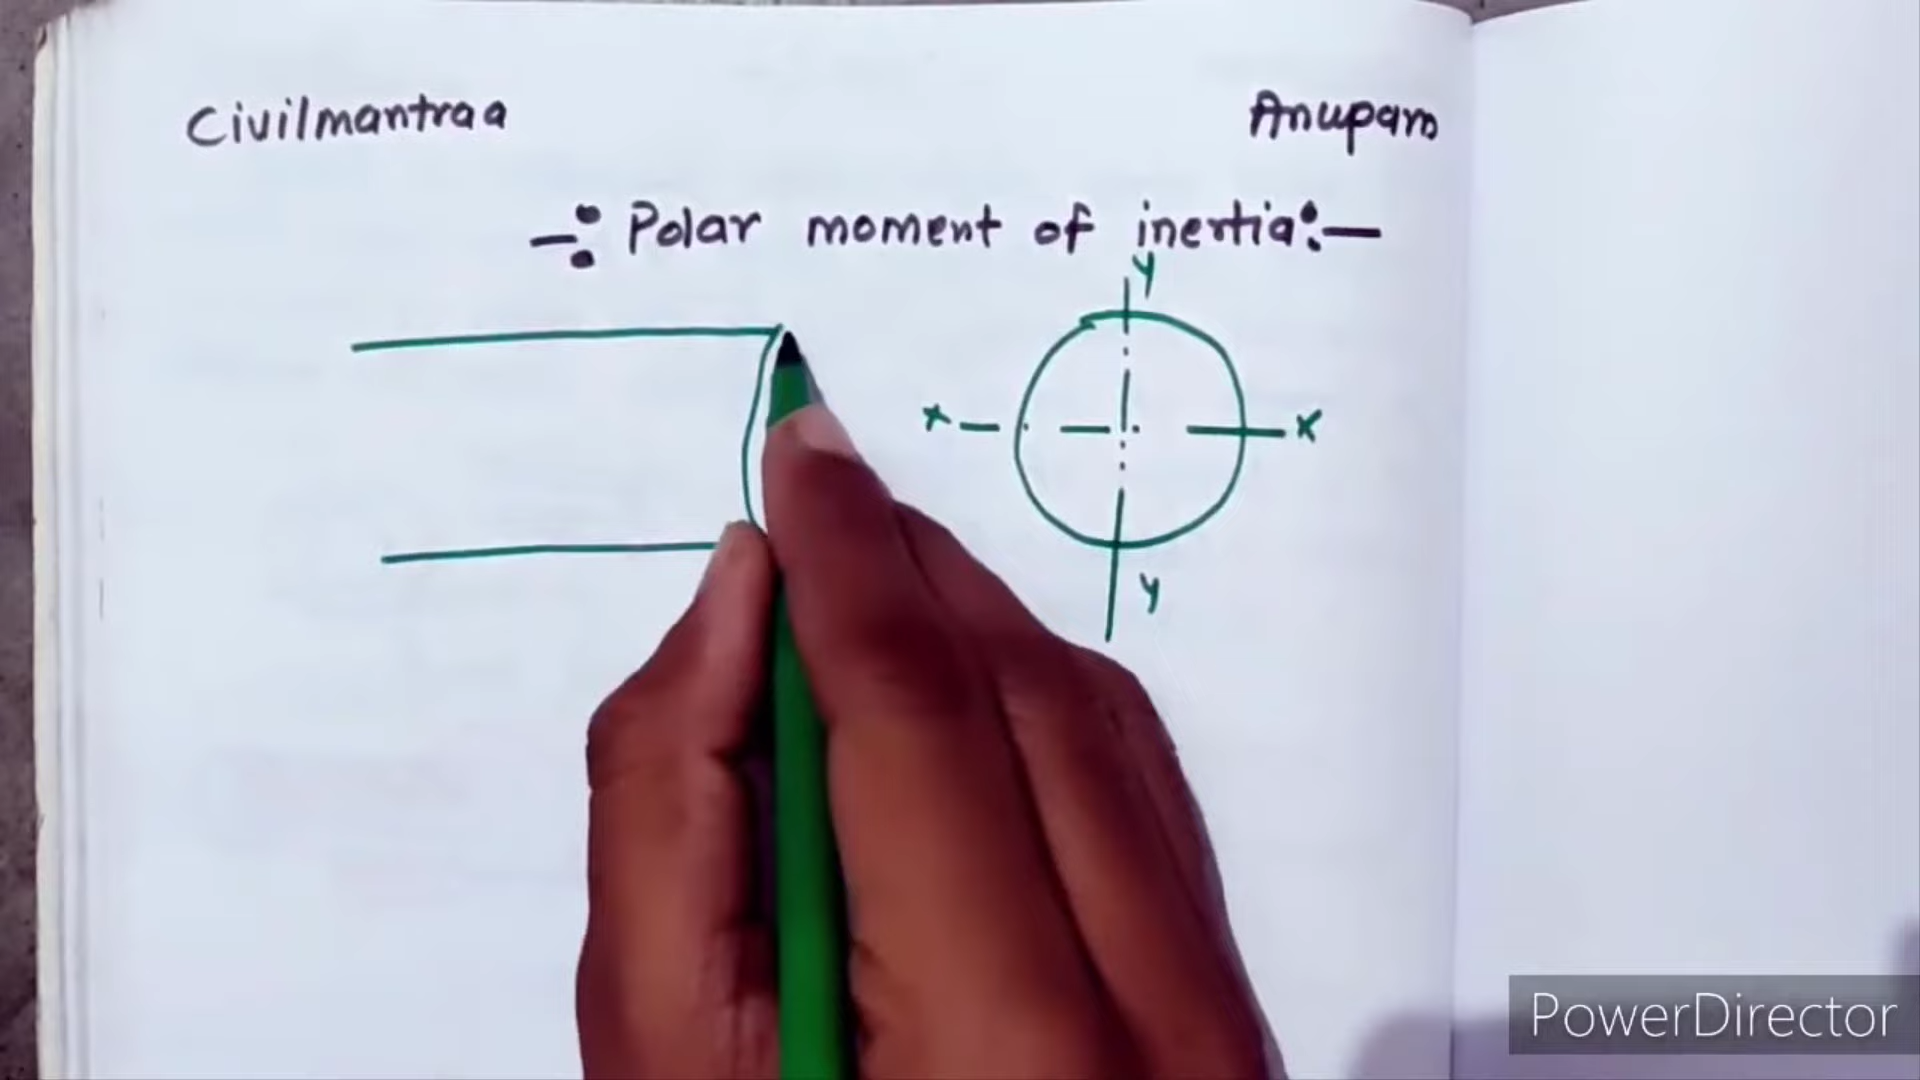 Civilmantraa
Anupam
-: Polar moment of inertia:-
y
x x
y
PowerDirector